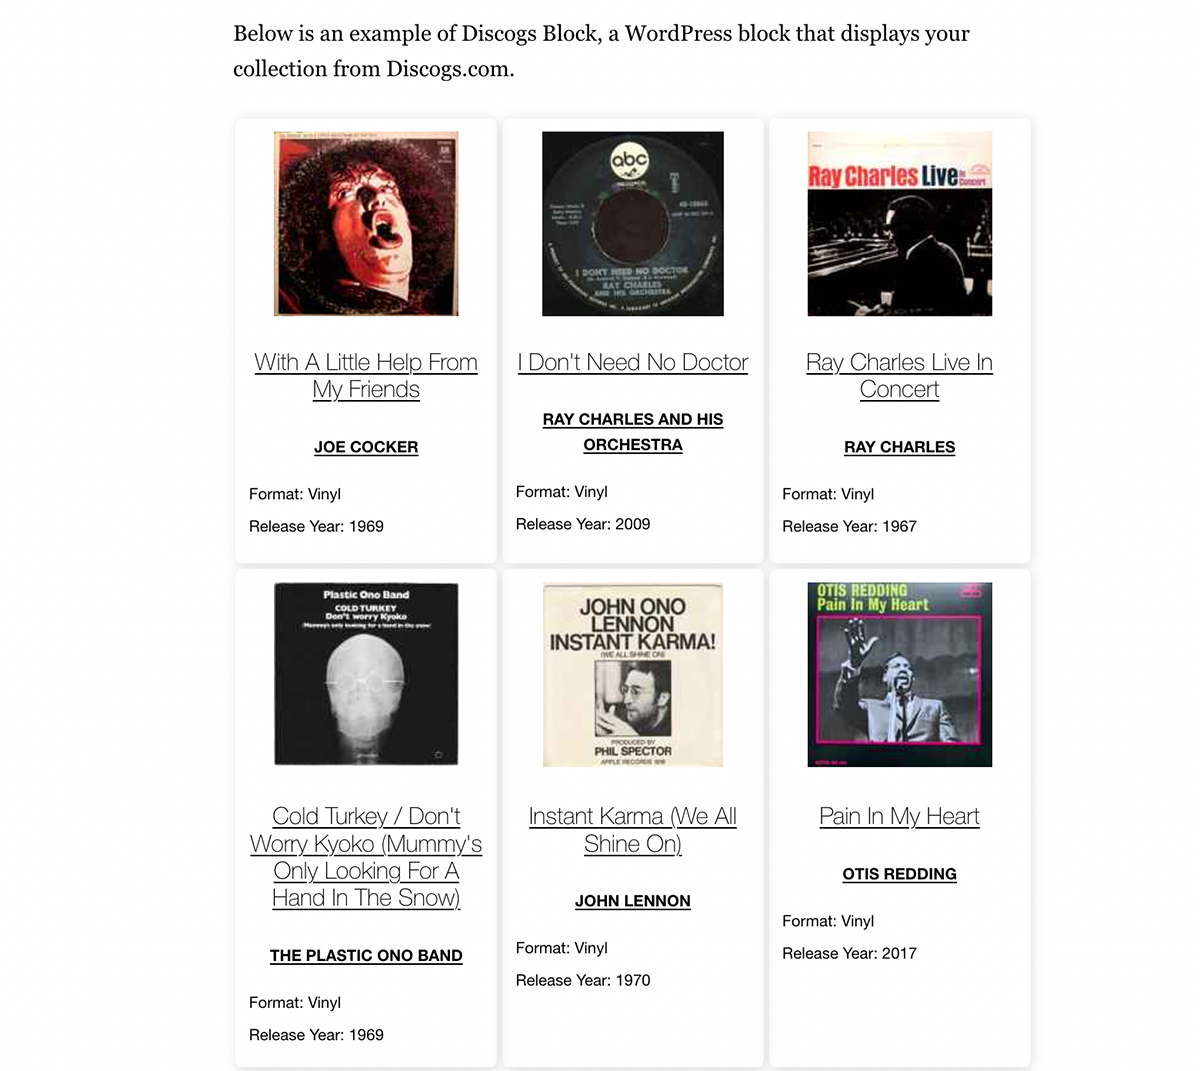 Below is an example of Discogs Block, a WordPress block that displays your
collection from Discogs.com.
abc
I DON'T NEED NO DOCTOR
RAY CHARLES
AND HIS ORCHESTRA
Ray Charles Live In
Concert
With A Little Help From
My Friends
JOE COCKER
Format: Vinyl
Release Year: 1969
I Don't Need No Doctor
RAY CHARLES AND HIS
ORCHESTRA
Format: Vinyl
Release Year: 2009
Ray Charles Live In
Concert
RAY CHARLES
Format: Vinyl
Release Year: 1967
Plastic Ono Band
COLD TURKEY
Don't worry Kyoko
(Mummy's only looking for a hand in the snow)
JOHN ONO
LENNON
INSTANT KARMA!
(WE ALL SHINE ON)
PRODUCED BY
PHIL SPECTOR
OTIS REDDING
Pain In My Heart
Cold Turkey / Don't
Worry Kyoko (Mummy's
Only Looking For A
Hand In The Snow)
THE PLASTIC ONO BAND
Format: Vinyl
Release Year: 1969
Instant Karma (We All
Shine On)
JOHN LENNON
Format: Vinyl
Release Year: 1970
Pain In My Heart
OTIS REDDING
Format: Vinyl
Release Year: 2017